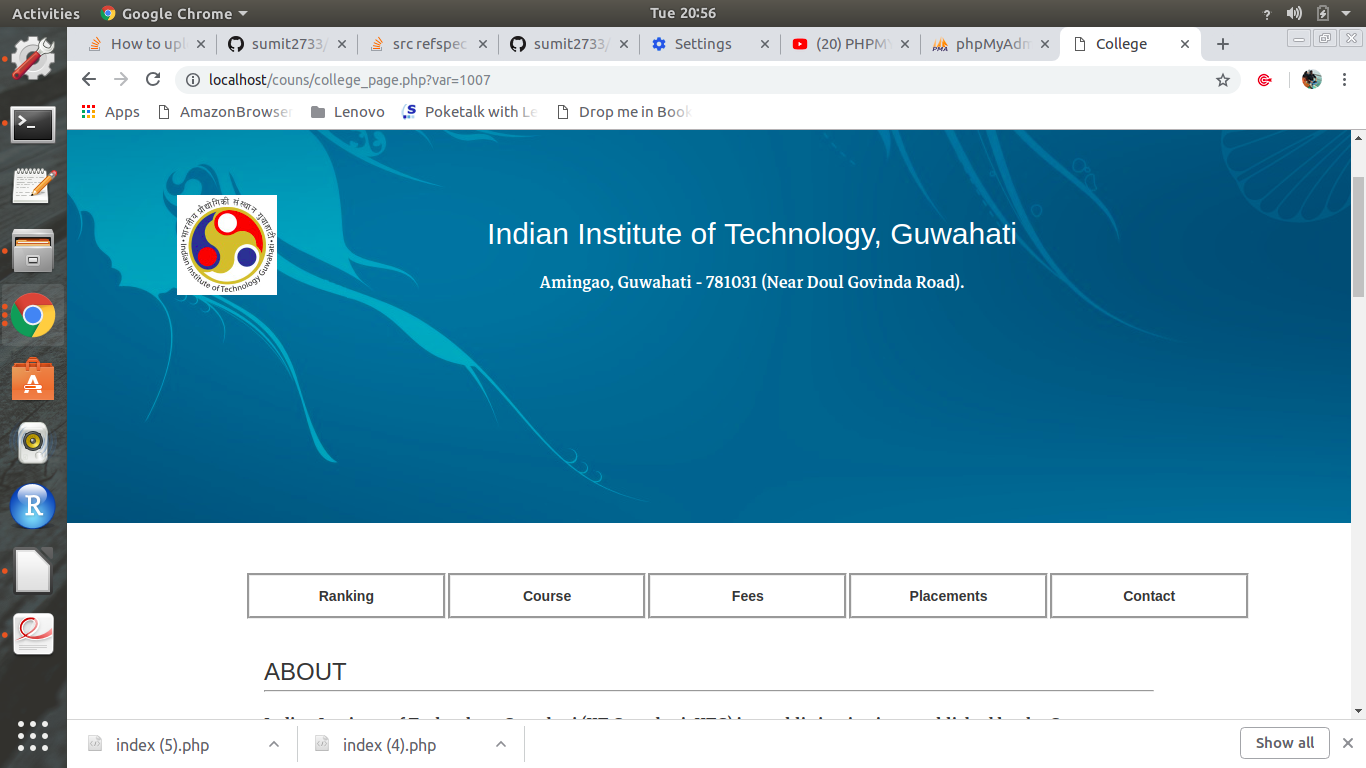 Activities Google Chrome Tue 20:56
How to upl sumit2733/ src refspec sumit2733/ Settings (20) PHPMY phpMyAdm College
localhost/couns/college_page.php?var=1007
Apps AmazonBrowser Lenovo Poketalk with Le Drop me in Book
भारतीय प्रौद्योगिकी संस्थान गुवाहाटी
Indian Institute of Technology Guwahati
Indian Institute of Technology, Guwahati
Amingao, Guwahati - 781031 (Near Doul Govinda Road).
Ranking Course Fees Placements Contact
ABOUT
index (5).php index (4).php Show all